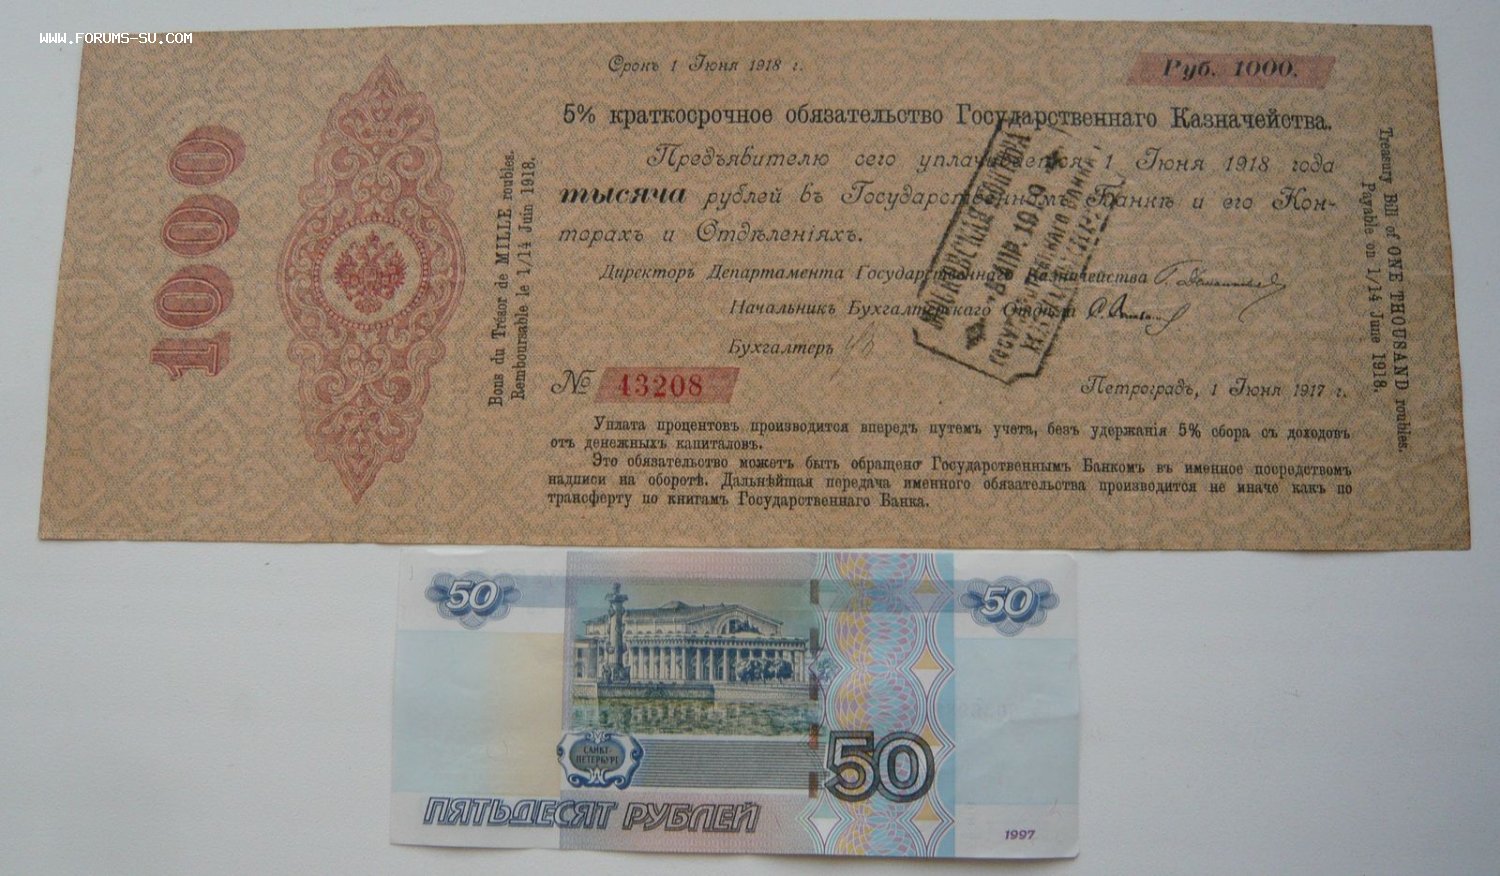 WWW.FORUMS-SU.COM
Срокъ 1 Іюня 1918 г.
Руб. 1000.
5% краткосрочное обязательство Государственнаго Казначейства.
Предъявителю сего уплачивается 1 Іюня 1918 года
тысяча рублей въ Государственномъ Банкѣ и его Кон-
торахъ и Отдѣленіяхъ.
Директоръ Департамента Государственнаго Казначейства
Начальникъ Бухгалтерскаго Отдѣла
Бухгалтеръ
№ 43208
Петроградъ, 1 Іюня 1917 г.
Уплата процентовъ производится впередъ путемъ учета, безъ удержанія 5% сбора съ доходовъ
отъ денежныхъ капиталовъ.
Это обязательство можетъ быть обращено Государственнымъ Банкомъ въ именное посредствомъ
надписи на оборотѣ. Дальнѣйшая передача именного обязательства производится не иначе какъ по
трансферту по книгамъ Государственнаго Банка.
1000
Bons du Trésor de MILLE roubles.
Remboursable le 1/14 Juin 1918.
Treasury Bill of ONE THOUSAND roubles.
Payable on 1/14 June 1918.
МОСКОВСКАЯ КОНТОРА
50
50
САНКТ-
ПЕТЕРБУРГ
50
ПЯТЬДЕСЯТ РУБЛЕЙ
1997